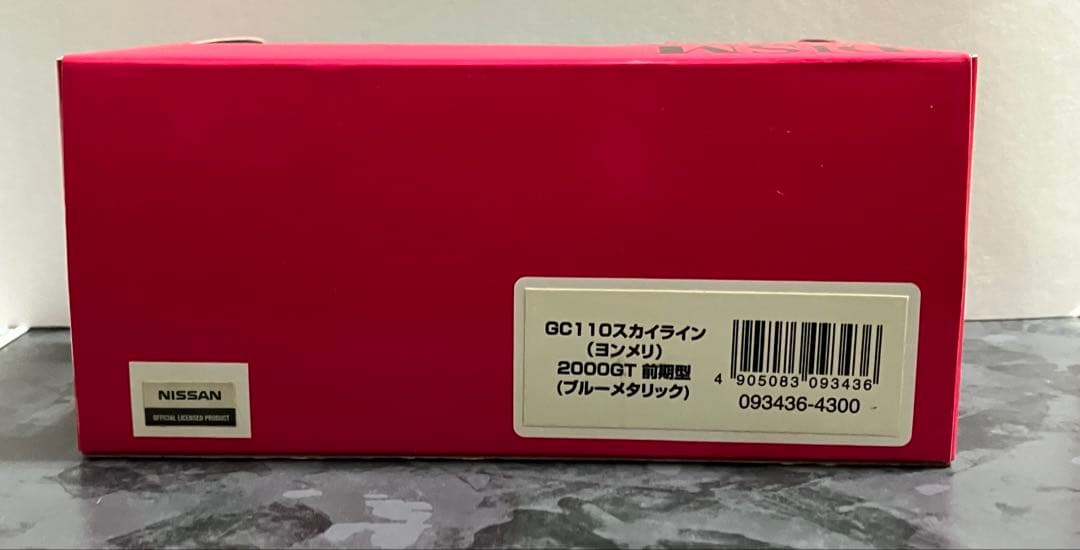 DISM
GC110スカイライン
(ヨンメリ)
2000GT 前期型
(ブルーメタリック)
4 905083 093436
093436-4300
NISSAN
OFFICIAL LICENSED PRODUCT